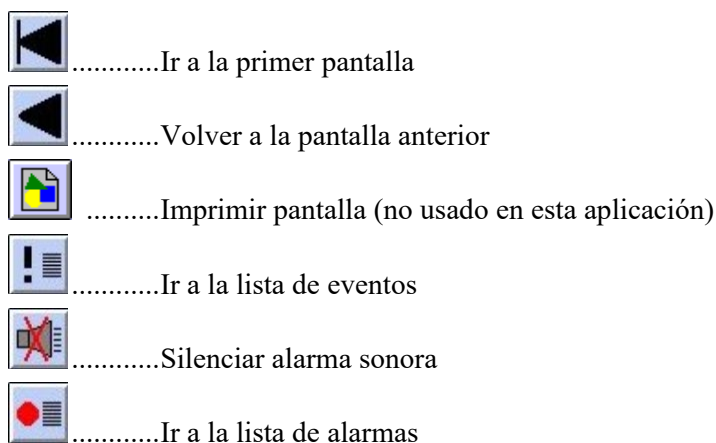 ............Ir a la primer pantalla
............Volver a la pantalla anterior
..........Imprimir pantalla (no usado en esta aplicación)
............Ir a la lista de eventos
............Silenciar alarma sonora
............Ir a la lista de alarmas